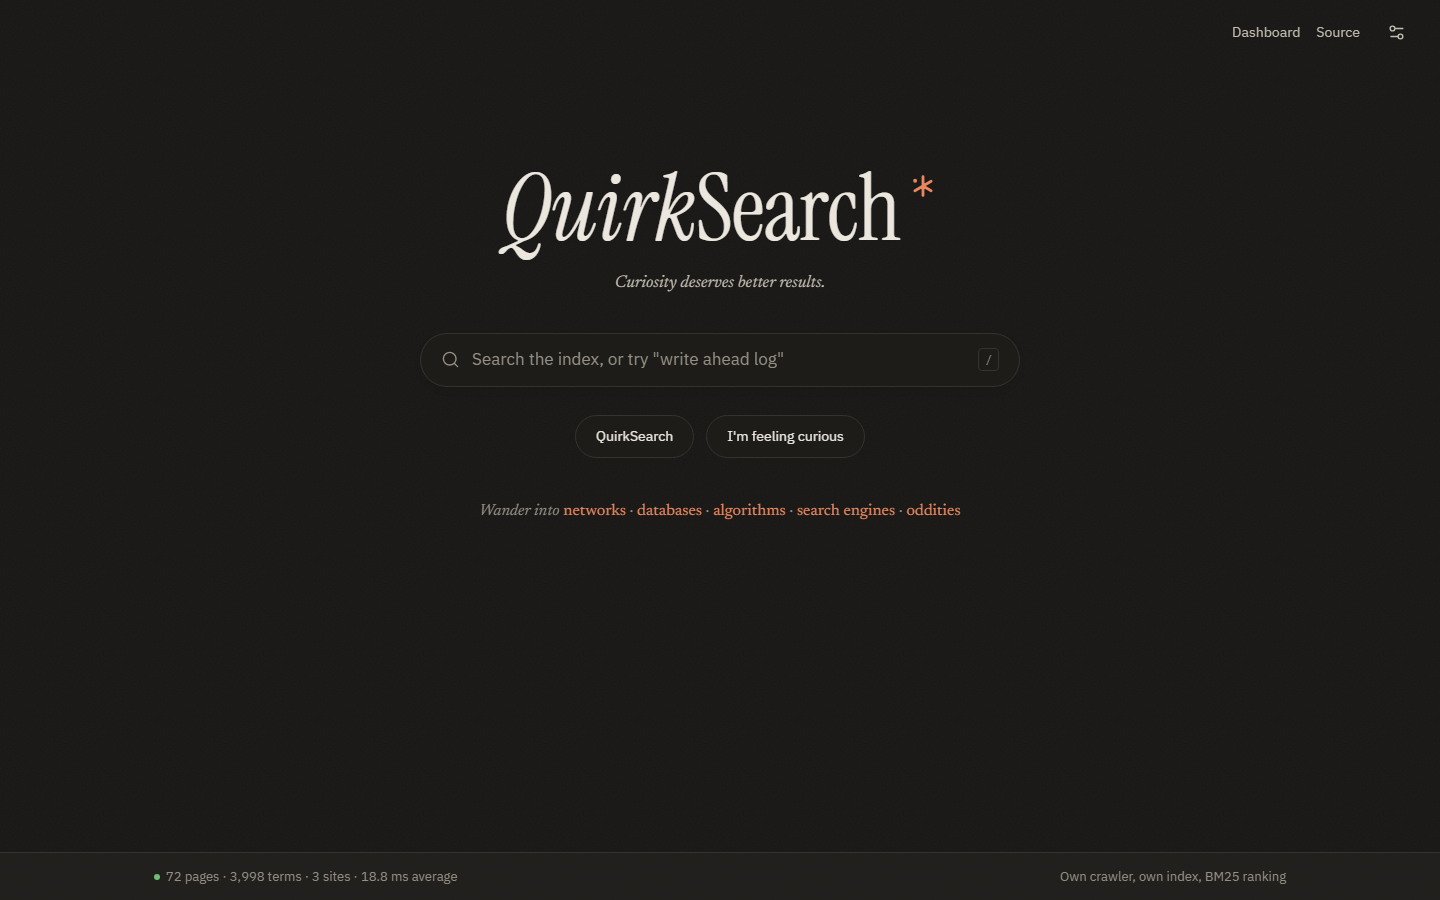 Dashboard Source
QuirkSearch *
Curiosity deserves better results.
Search the index, or try "write ahead log" /
QuirkSearch I'm feeling curious
Wander into networks · databases · algorithms · search engines · oddities
72 pages · 3,998 terms · 3 sites · 18.8 ms average Own crawler, own index, BM25 ranking